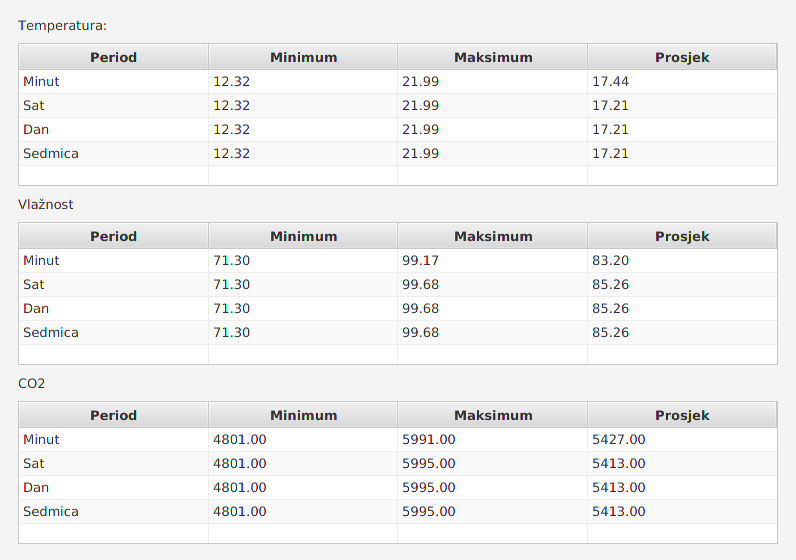 Temperatura:
Period Minimum Maksimum Prosjek
Minut 12.32 21.99 17.44
Sat 12.32 21.99 17.21
Dan 12.32 21.99 17.21
Sedmica 12.32 21.99 17.21
Vlažnost
Period Minimum Maksimum Prosjek
Minut 71.30 99.17 83.20
Sat 71.30 99.68 85.26
Dan 71.30 99.68 85.26
Sedmica 71.30 99.68 85.26
CO2
Period Minimum Maksimum Prosjek
Minut 4801.00 5991.00 5427.00
Sat 4801.00 5995.00 5413.00
Dan 4801.00 5995.00 5413.00
Sedmica 4801.00 5995.00 5413.00